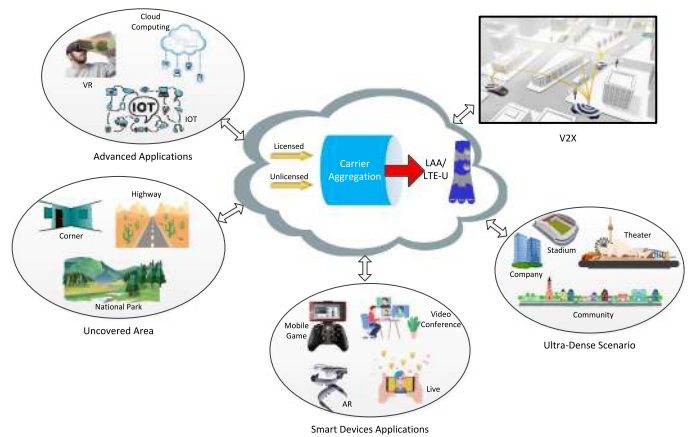 Cloud
Computing
VR
IOT
IOT
Advanced Applications
Highway
Corner
National Park
Uncovered Area
Licensed
Unlicensed
Carrier
Aggregation
LAA/
LTE-U
V2X
Stadium
Theater
Company
Community
Ultra-Dense Scenario
Mobile
Game
Video
Conference
AR
Live
Smart Devices Applications